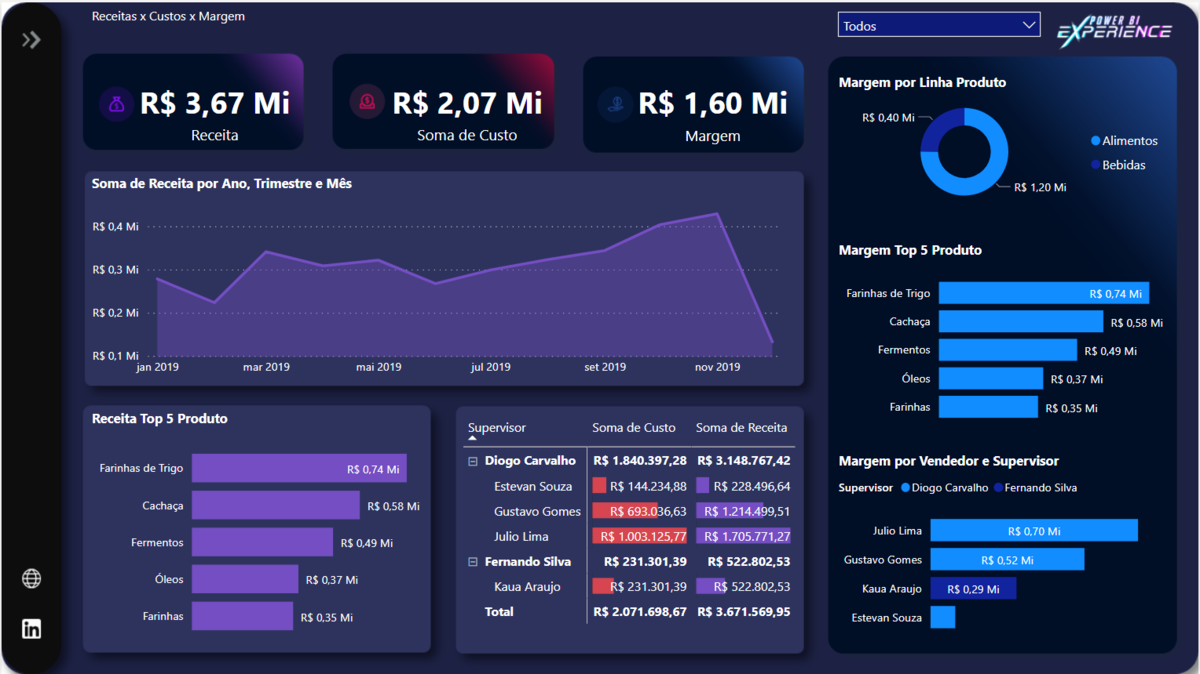 Receitas x Custos x Margem
Todos
POWER BI
EXPERIENCE
R$ 3,67 Mi
Receita
R$ 2,07 Mi
Soma de Custo
R$ 1,60 Mi
Margem
Soma de Receita por Ano, Trimestre e Mês
R$ 0,4 Mi
R$ 0,3 Mi
R$ 0,2 Mi
R$ 0,1 Mi
jan 2019 mar 2019 mai 2019 jul 2019 set 2019 nov 2019
Receita Top 5 Produto
Farinhas de Trigo R$ 0,74 Mi
Cachaça R$ 0,58 Mi
Fermentos R$ 0,49 Mi
Óleos R$ 0,37 Mi
Farinhas R$ 0,35 Mi
Supervisor Soma de Custo Soma de Receita
Diogo Carvalho R$ 1.840.397,28 R$ 3.148.767,42
Estevan Souza R$ 144.234,88 R$ 228.496,64
Gustavo Gomes R$ 693.036,63 R$ 1.214.499,51
Julio Lima R$ 1.003.125,77 R$ 1.705.771,27
Fernando Silva R$ 231.301,39 R$ 522.802,53
Kaua Araujo R$ 231.301,39 R$ 522.802,53
Total R$ 2.071.698,67 R$ 3.671.569,95
Margem por Linha Produto
R$ 0,40 Mi
R$ 1,20 Mi
Alimentos
Bebidas
Margem Top 5 Produto
Farinhas de Trigo R$ 0,74 Mi
Cachaça R$ 0,58 Mi
Fermentos R$ 0,49 Mi
Óleos R$ 0,37 Mi
Farinhas R$ 0,35 Mi
Margem por Vendedor e Supervisor
Supervisor Diogo Carvalho Fernando Silva
Julio Lima R$ 0,70 Mi
Gustavo Gomes R$ 0,52 Mi
Kaua Araujo R$ 0,29 Mi
Estevan Souza
in